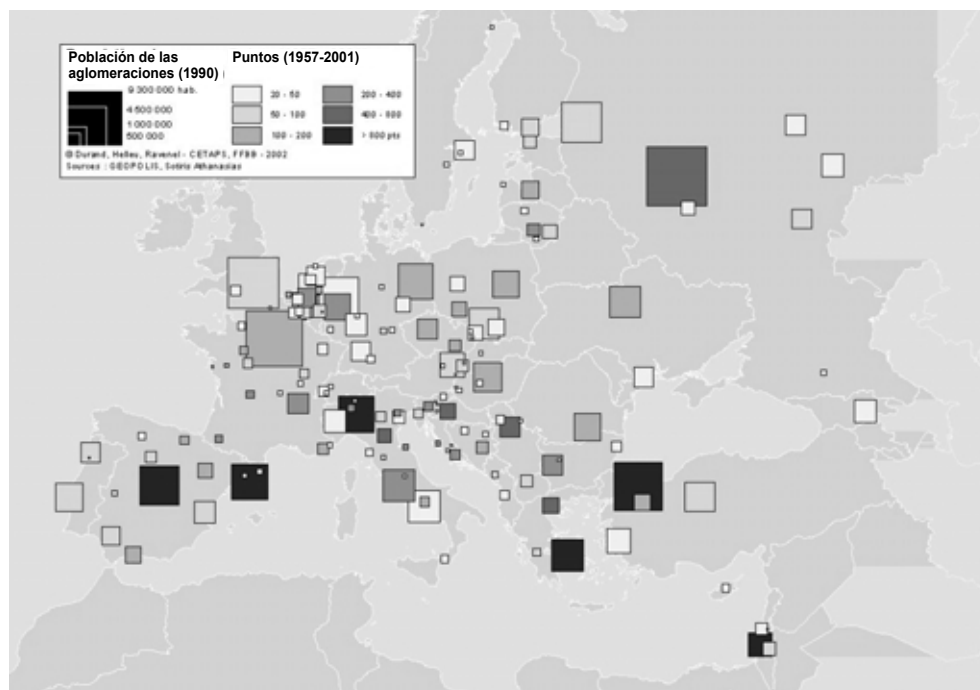 Población de las
aglomeraciones (1990)
9 300 000 hab.
4 500 000
1 000 000
500 000
Puntos (1957-2001)
20 - 50
50 - 100
100 - 200
200 - 400
400 - 800
> 800 pts
© Durand, Helleu, Ravenel - CETAPS, FFBB - 2002
Sources : GEOPOLIS, Sotiris Athanasias